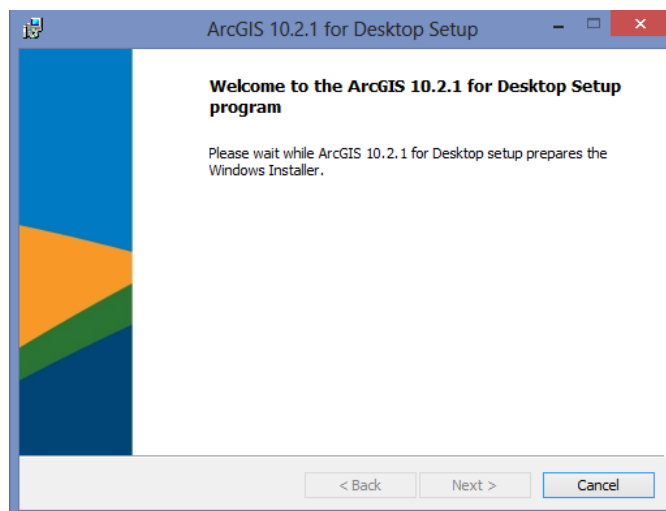 ArcGIS 10.2.1 for Desktop Setup
Welcome to the ArcGIS 10.2.1 for Desktop Setup
program
Please wait while ArcGIS 10.2.1 for Desktop setup prepares the
Windows Installer.
< Back Next > Cancel